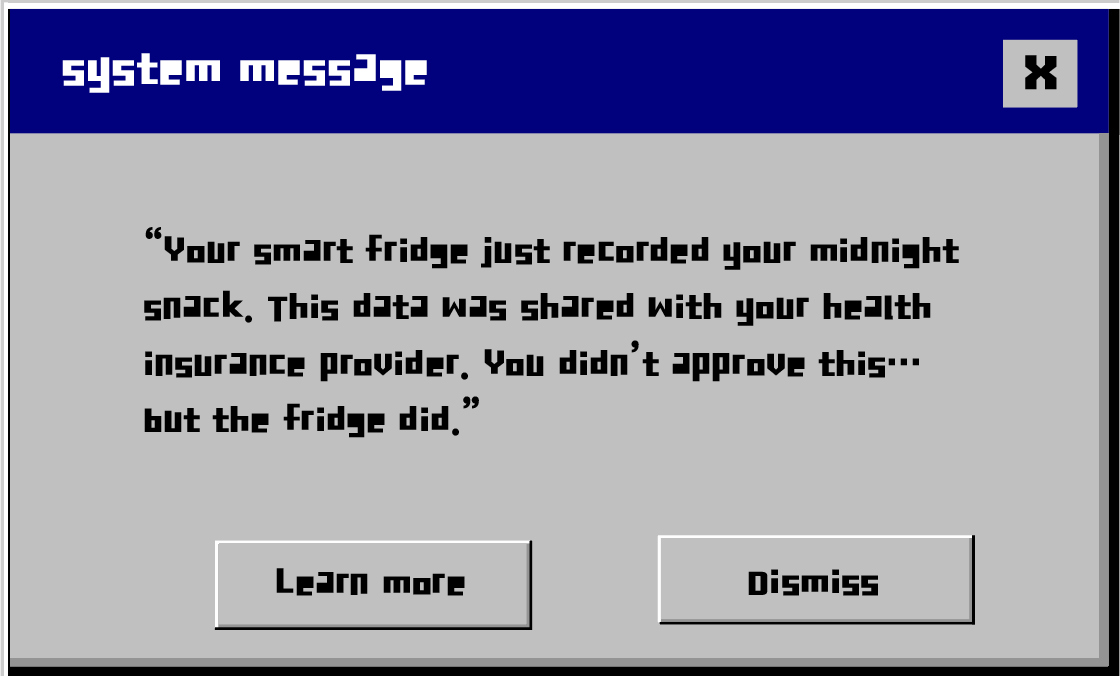 system message
X
“Your smart fridge just recorded your midnight
snack. This data was shared with your health
insurance provider. You didn’t approve this…
but the fridge did.”
Learn more
Dismiss